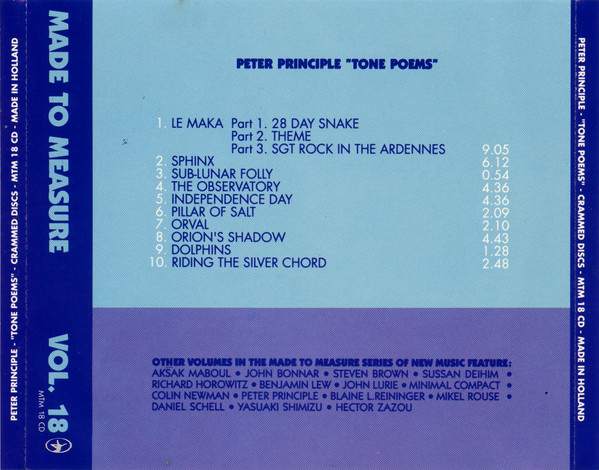 PETER PRINCIPLE - "TONE POEMS" - CRAMMED DISCS - MTM 18 CD - MADE IN HOLLAND
MADE TO MEASURE VOL. 18
MTM 18 CD
PETER PRINCIPLE "TONE POEMS"
1. LE MAKA Part 1. 28 DAY SNAKE
Part 2. THEME
Part 3. SGT ROCK IN THE ARDENNES 9.05
2. SPHINX 6.12
3. SUB-LUNAR FOLLY 0.54
4. THE OBSERVATORY 4.36
5. INDEPENDENCE DAY 4.36
6. PILLAR OF SALT 2.09
7. ORVAL 2.10
8. ORION'S SHADOW 4.43
9. DOLPHINS 1.28
10. RIDING THE SILVER CHORD 2.48
OTHER VOLUMES IN THE MADE TO MEASURE SERIES OF NEW MUSIC FEATURE:
AKSAK MABOUL • JOHN BONNAR • STEVEN BROWN • SUSSAN DEIHIM •
RICHARD HOROWITZ • BENJAMIN LEW • JOHN LURIE • MINIMAL COMPACT •
COLIN NEWMAN • PETER PRINCIPLE • BLAINE L.REININGER • MIKEL ROUSE •
DANIEL SCHELL • YASUAKI SHIMIZU • HECTOR ZAZOU
PETER PRINCIPLE - "TONE POEMS" - CRAMMED DISCS - MTM 18 CD - MADE IN HOLLAND